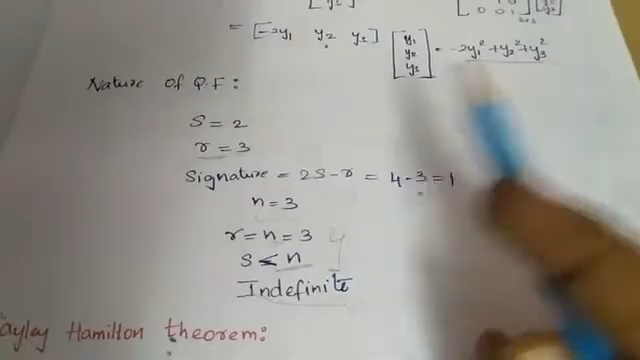 = [-2y₁ y₂ y₂] [y₁ y₂ y₃] = -2y₁² + y₂² + y₃²
Nature of Q.F:
S = 2
r = 3
Signature = 2S - r = 4 - 3 = 1
n = 3
r = n = 3
S < n
Indefinite
ayley Hamilton theorem: